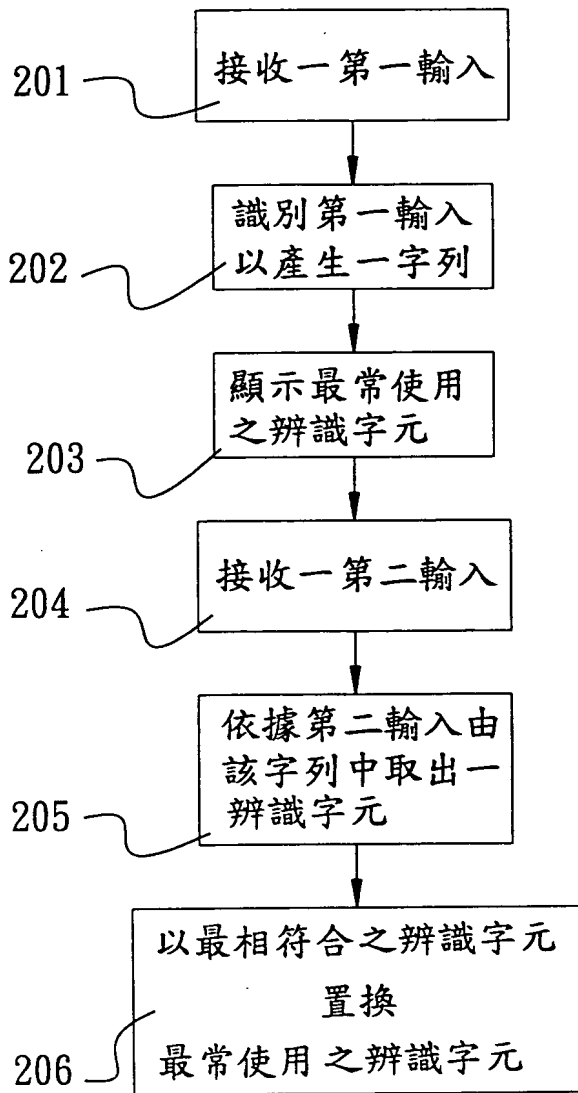 201
接收一第一輸入
202
識別第一輸入
以產生一字列
203
顯示最常使用
之辨識字元
204
接收一第二輸入
205
依據第二輸入由
該字列中取出一
辨識字元
206
以最相符合之辨識字元
置換
最常使用之辨識字元